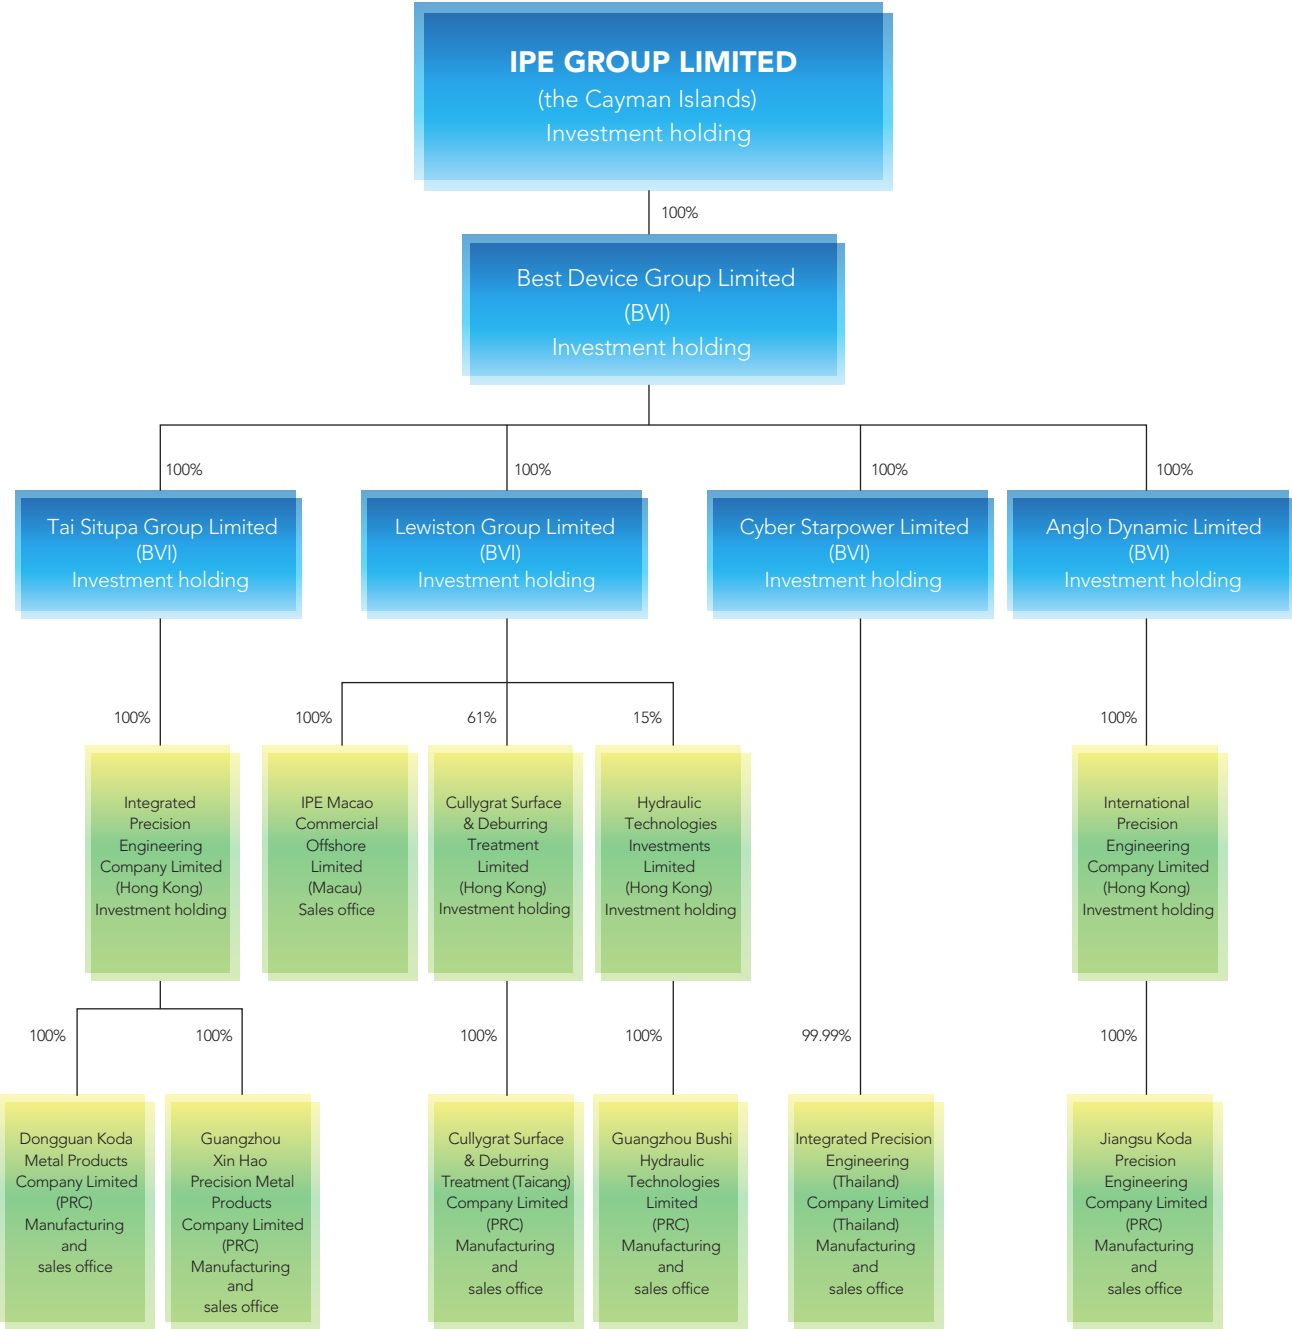 IPE GROUP LIMITED
(the Cayman Islands)
Investment holding
100%
Best Device Group Limited
(BVI)
Investment holding
100%
100%
100%
100%
Tai Situpa Group Limited
(BVI)
Investment holding
Lewiston Group Limited
(BVI)
Investment holding
Cyber Starpower Limited
(BVI)
Investment holding
Anglo Dynamic Limited
(BVI)
Investment holding
100%
100%
61%
15%
100%
Integrated
Precision
Engineering
Company Limited
(Hong Kong)
Investment holding
IPE Macao
Commercial
Offshore
Limited
(Macau)
Sales office
Cullygrat Surface
& Deburring
Treatment
Limited
(Hong Kong)
Investment holding
Hydraulic
Technologies
Investments
Limited
(Hong Kong)
Investment holding
International
Precision
Engineering
Company Limited
(Hong Kong)
Investment holding
100%
100%
100%
100%
99.99%
100%
Dongguan Koda
Metal Products
Company Limited
(PRC)
Manufacturing
and
sales office
Guangzhou
Xin Hao
Precision Metal
Products
Company Limited
(PRC)
Manufacturing
and
sales office
Cullygrat Surface
& Deburring
Treatment (Taicang)
Company Limited
(PRC)
Manufacturing
and
sales office
Guangzhou Bushi
Hydraulic
Technologies
Limited
(PRC)
Manufacturing
and
sales office
Integrated Precision
Engineering
(Thailand)
Company Limited
(Thailand)
Manufacturing
and
sales office
Jiangsu Koda
Precision
Engineering
Company Limited
(PRC)
Manufacturing
and
sales office